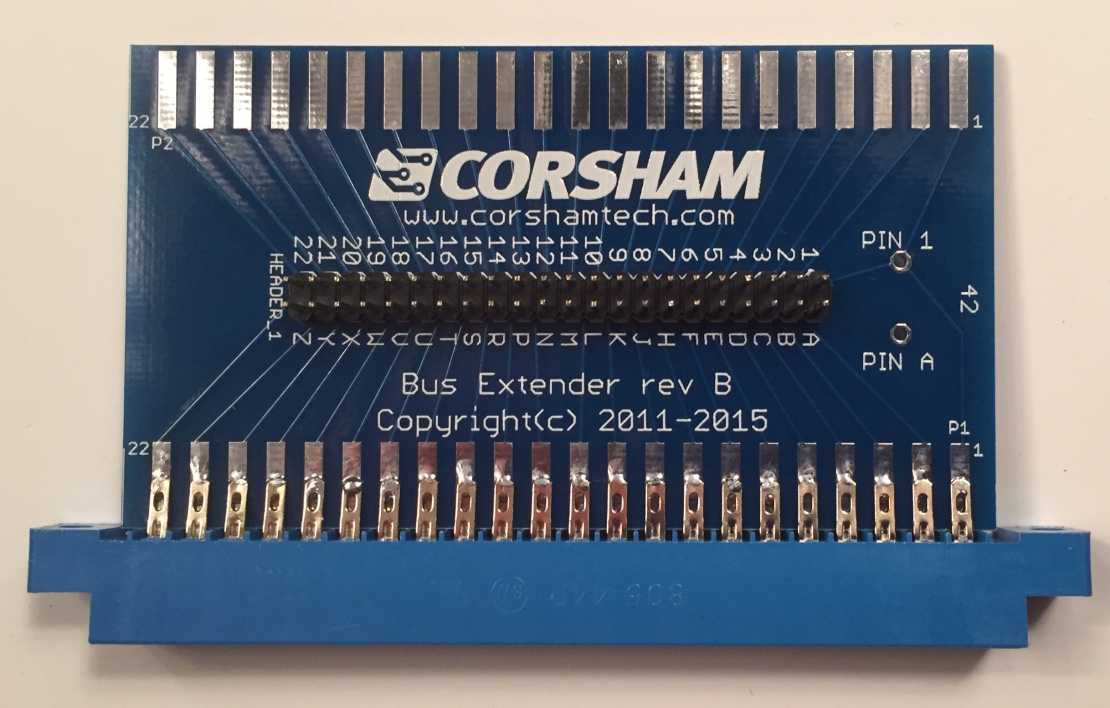 22
1
P2
CORSHAM
www.corshamtech.com
22 21 20 19 18 17 16 15 14 13 12 11 10 9 8 7 6 5 4 3 2 1
HEADER_1
Z Y X W V U T S R P N M L K J H F E D C B A
PIN 1
42
PIN A
Bus Extender rev B
Copyright(c) 2011-2015
22
P1
1
805-44P